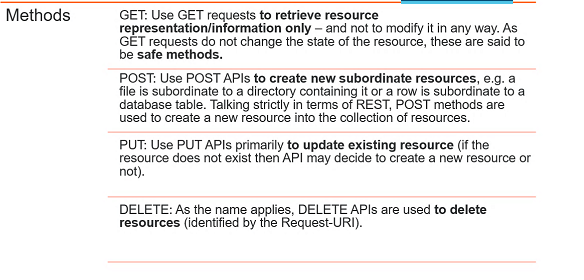 Methods
GET: Use GET requests to retrieve resource
representation/information only – and not to modify it in any way. As
GET requests do not change the state of the resource, these are said to
be safe methods.
POST: Use POST APIs to create new subordinate resources, e.g. a
file is subordinate to a directory containing it or a row is subordinate to a
database table. Talking strictly in terms of REST, POST methods are
used to create a new resource into the collection of resources.
PUT: Use PUT APIs primarily to update existing resource (if the
resource does not exist then API may decide to create a new resource or
not).
DELETE: As the name applies, DELETE APIs are used to delete
resources (identified by the Request-URI).